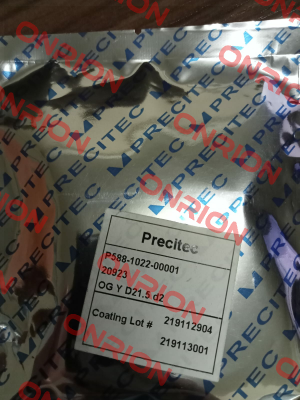 PRECITEC
ONRION
Precitec
P588-1022-00001
20923
OG Y D21.5 d2
Coating Lot # 219112904
219113001